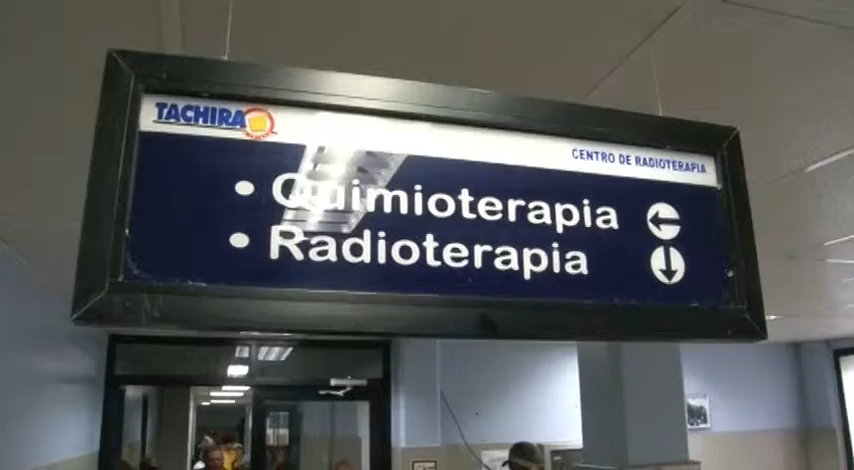 TACHIRA
CENTRO DE RADIOTERAPIA
• Quimioterapia
• Radioterapia